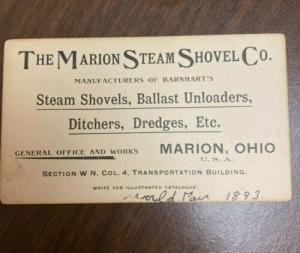 THE MARION STEAM SHOVEL CO.
MANUFACTURERS OF BARNHART'S
Steam Shovels, Ballast Unloaders,
Ditchers, Dredges, Etc.
GENERAL OFFICE AND WORKS MARION, OHIO
U. S. A.
SECTION W N, COL. 4, TRANSPORTATION BUILDING.
WRITE FOR ILLUSTRATED CATALOGUE
World Fair 1893.